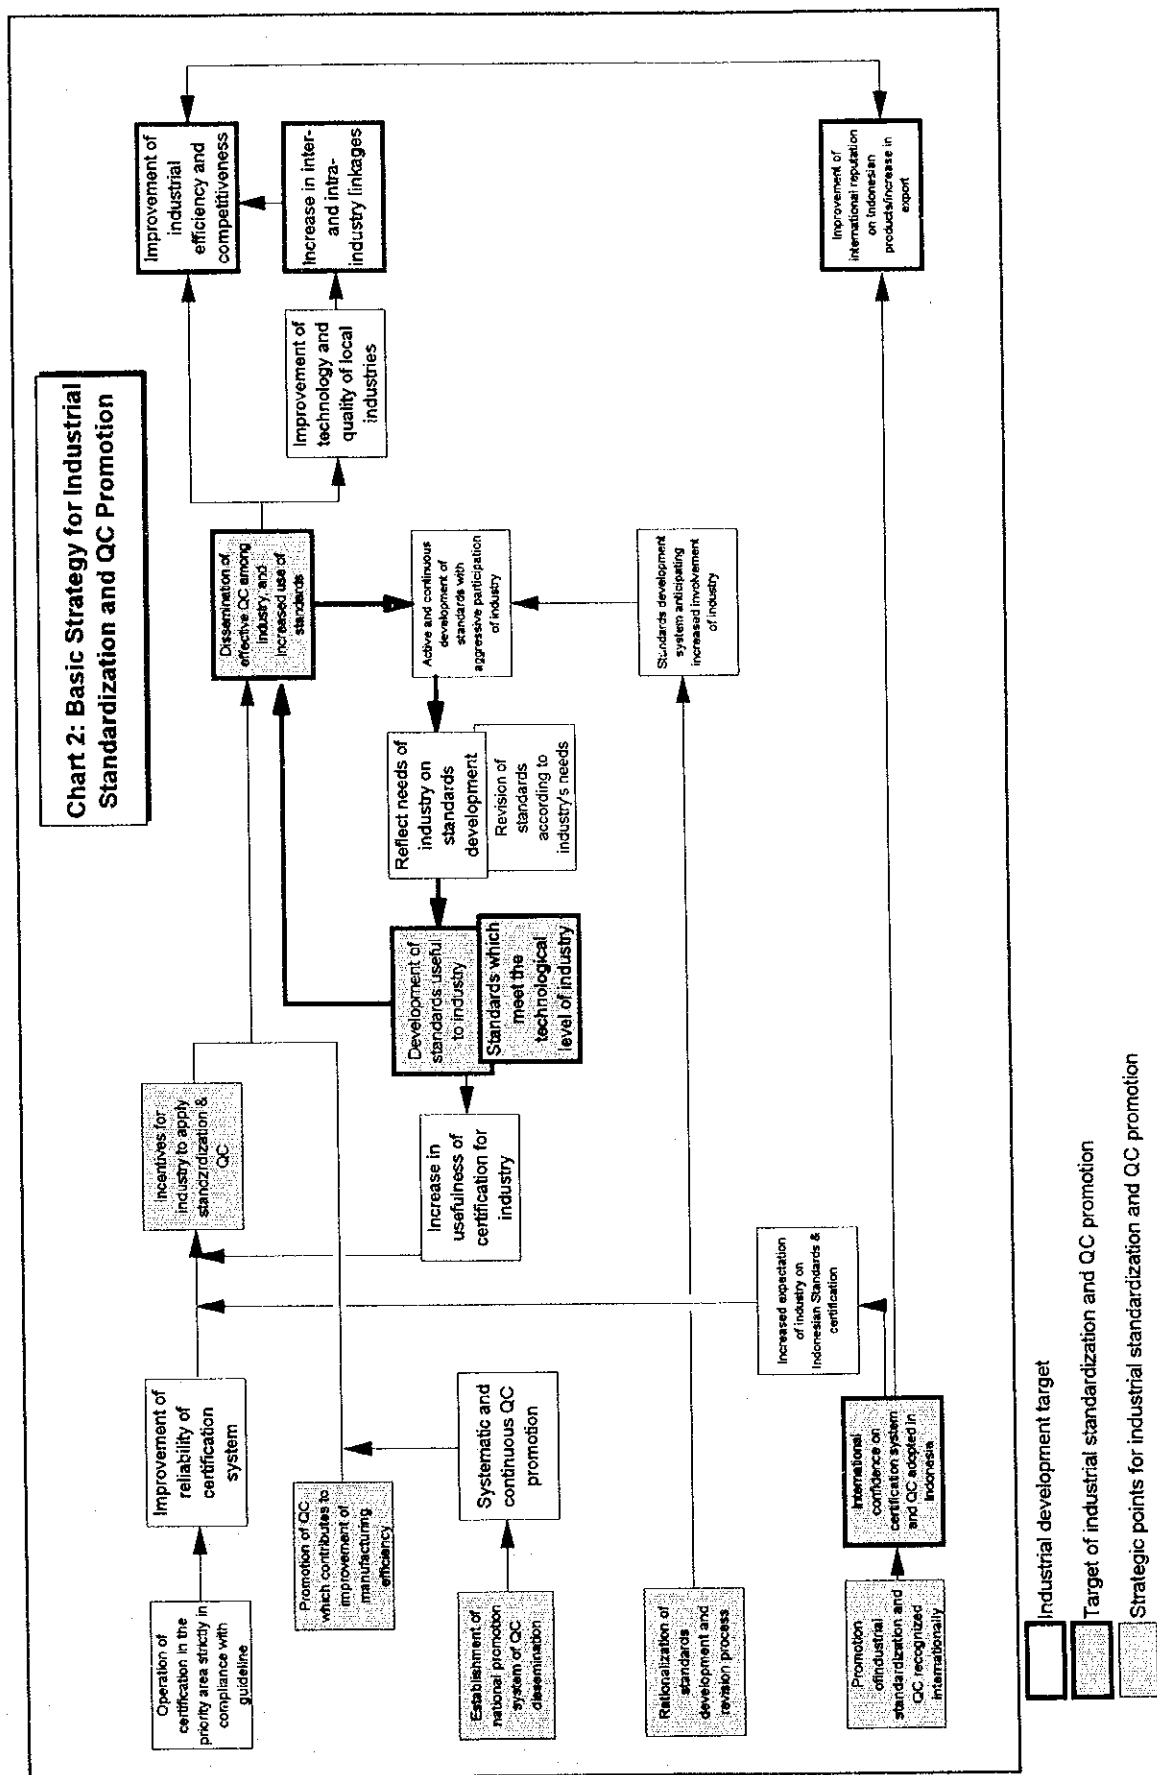 Chart 2: Basic Strategy for Industrial
Standardization and QC Promotion
Operation of
certification in the
priority area strictly in
compliance with
guideline
Improvement of
reliability of
certification
system
Incentives for
industry to apply
standzrdization &
QC
Improvement of
industrial
efficiency and
competitiveness
Promotion of QC
which contributes to
improvement of
manufacturing
efficiency
Dissemination of
effective QC among
industry, and
increased use of
standards
Increase in inter-
and intra-
industry linkages
Improvement of
technology and
quality of local
industries
Establishment of
national promotion
system of QC
dissemination
Systematic and
continuous QC
promotion
Increase in
usefulness of
certification for
industry
Development of
standards useful
to industry
Standards which
meet the
technological
level of industry
Reflect needs of
industry on
standards
development
Revision of
standards
according to
industry's needs
Active and continuous
development of
standards with
aggressive participation
of industry
Rationalization of
standards
development and
revision process
Standards development
system anticipating
increased involvement
of industry
Increased expectation
of industry on
Indonesian Standards &
certification
Promotion
ofindustrial
standardization and
QC recognized
internationally
International
confidence on
certification system
and QC adopted in
Indonesia
Improvement of
international reputation
on Indonesian
products/increase in
export
Industrial development target
Target of industrial standardization and QC promotion
Strategic points for industrial standardization and QC promotion